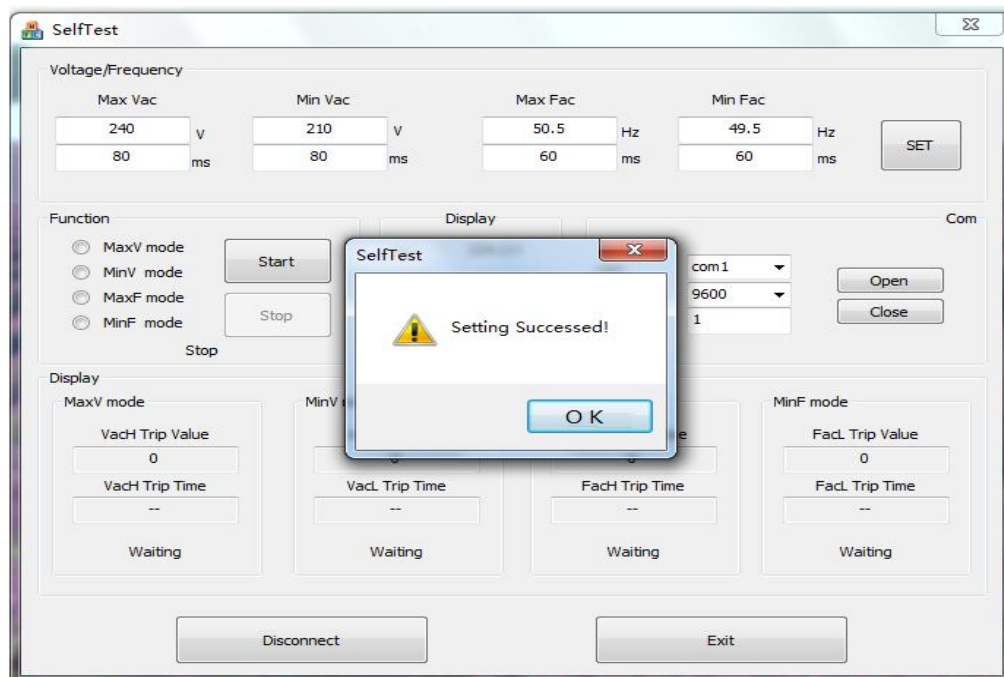 SelfTest
Voltage/Frequency
Max Vac Min Vac Max Fac Min Fac
240 V 210 V 50.5 Hz 49.5 Hz
80 ms 80 ms 60 ms 60 ms
SET
Function
MaxV mode
MinV mode
MaxF mode
MinF mode
Start
Stop
Stop
Display
Com
com1
9600
1
Open
Close
SelfTest
Setting Successed!
OK
Display
MaxV mode
VacH Trip Value
0
VacH Trip Time
--
Waiting
MinV
VacL Trip Time
--
Waiting
FacH Trip Time
--
Waiting
MinF mode
FacL Trip Value
0
FacL Trip Time
--
Waiting
Disconnect
Exit